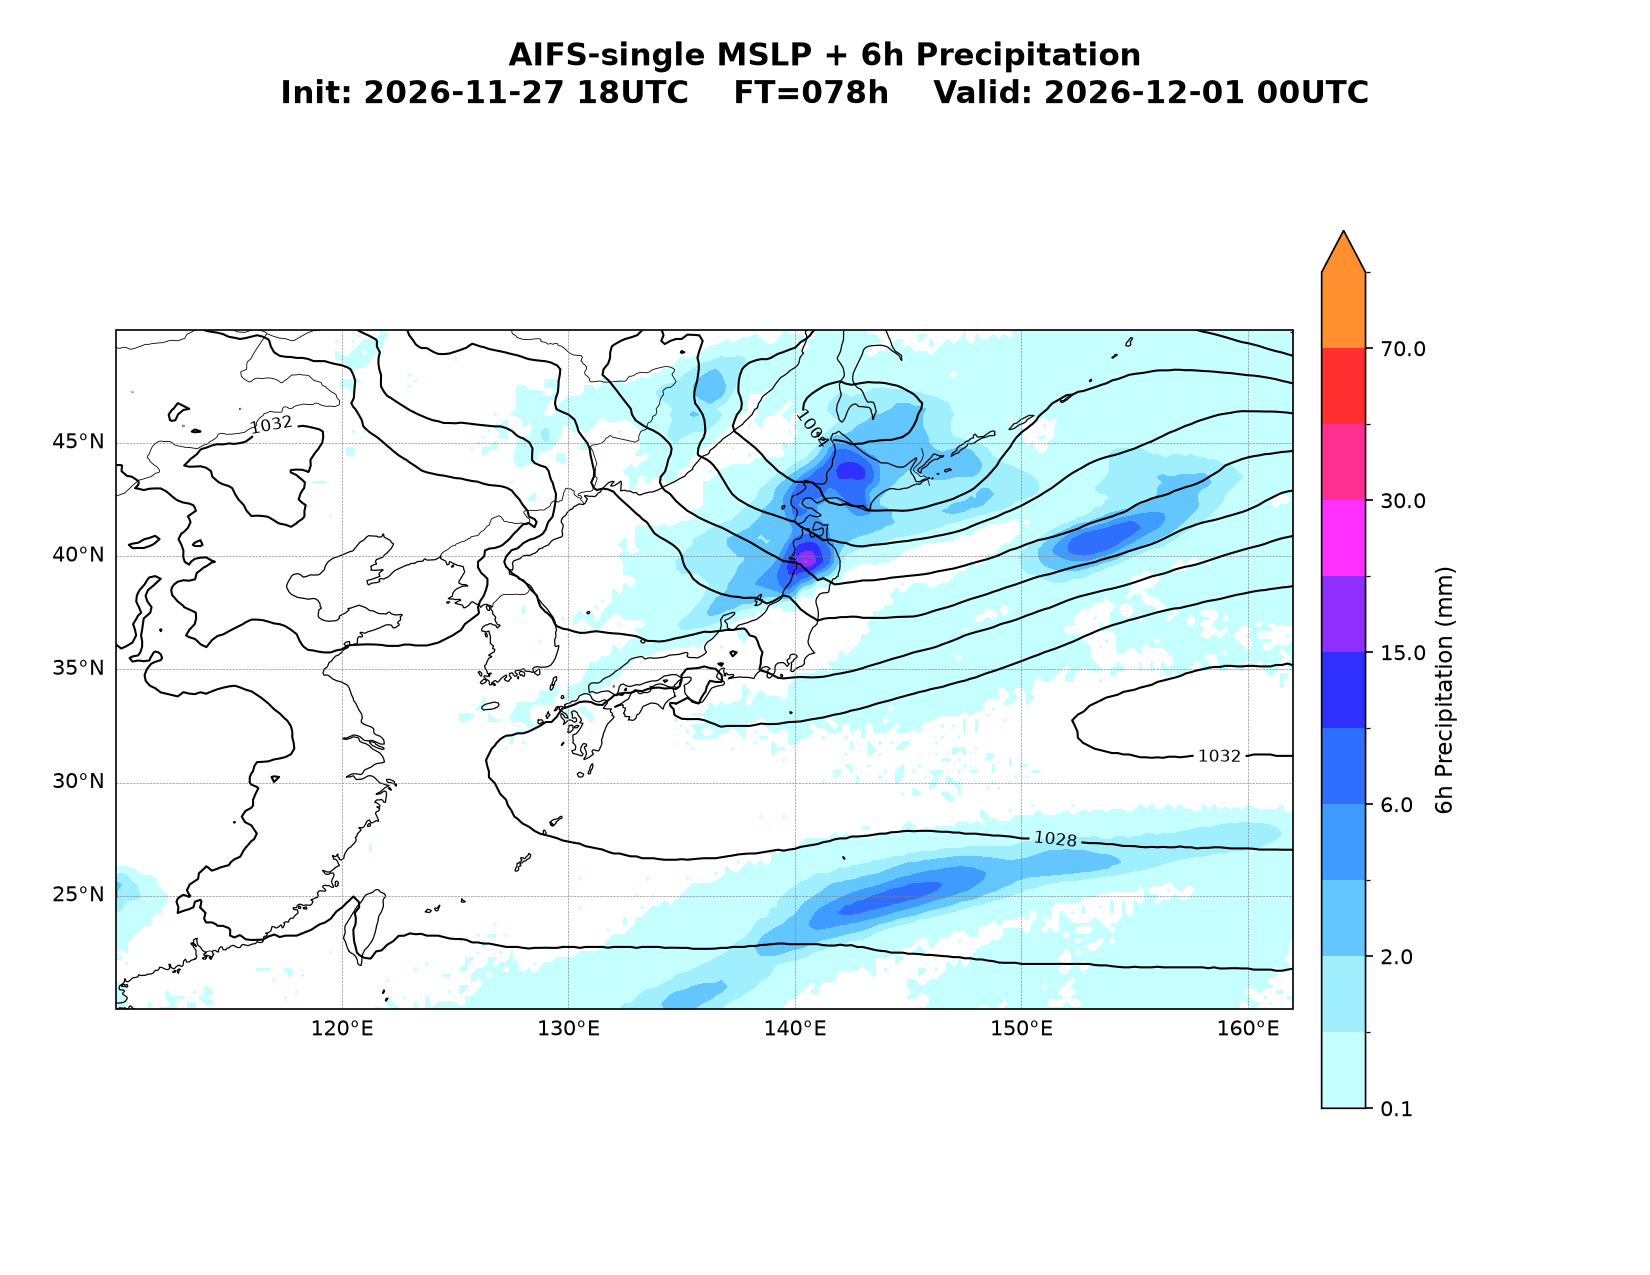 AIFS-single MSLP + 6h Precipitation
Init: 2026-11-27 18UTC    FT=078h    Valid: 2026-12-01 00UTC
70.0
30.0
15.0
6.0
2.0
0.1
6h Precipitation (mm)
45°N
40°N
35°N
30°N
25°N
120°E
130°E
140°E
150°E
160°E
1032
1004
1032
1028